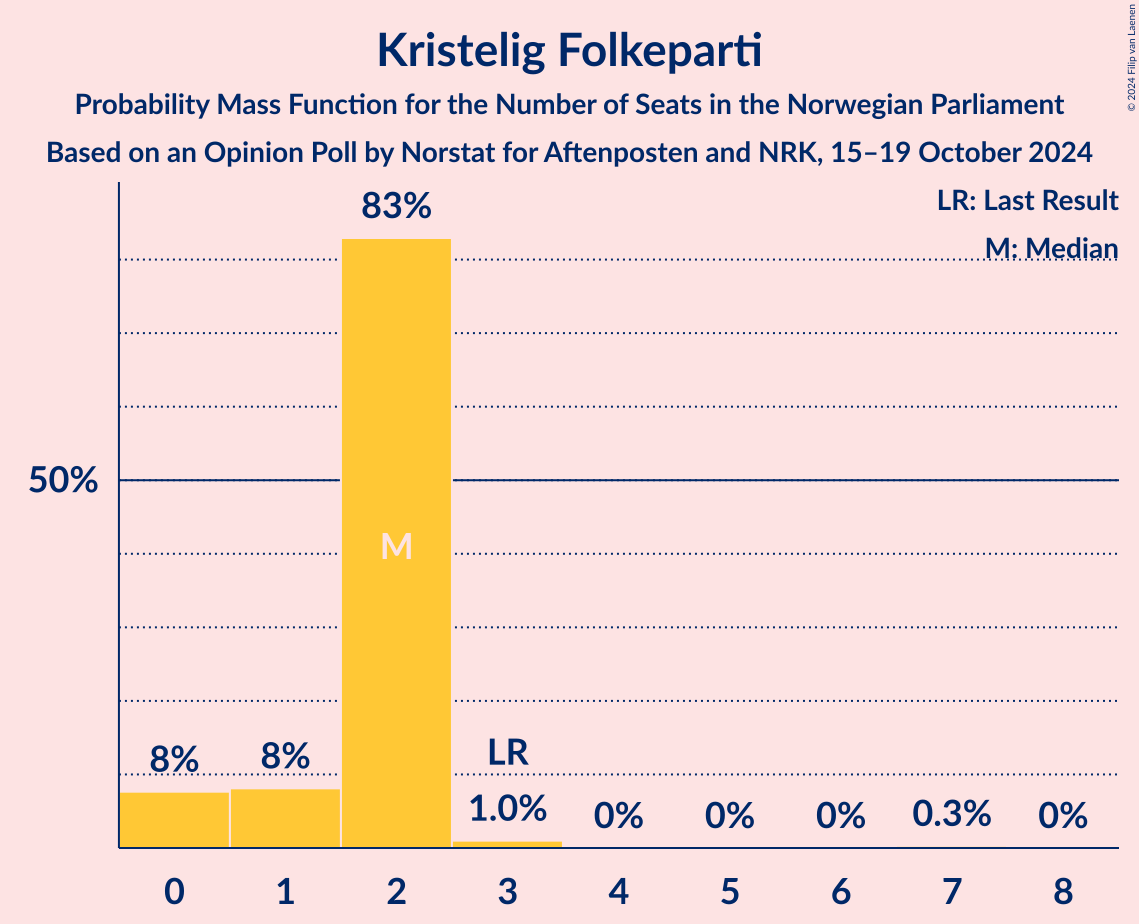 Kristelig Folkeparti
Probability Mass Function for the Number of Seats in the Norwegian Parliament
Based on an Opinion Poll by Norstat for Aftenposten and NRK, 15–19 October 2024
© 2024 Filip van Laenen
LR: Last Result
M: Median
83%
50%
M
8%
8%
LR
1.0%
0%
0%
0%
0.3%
0%
0 1 2 3 4 5 6 7 8